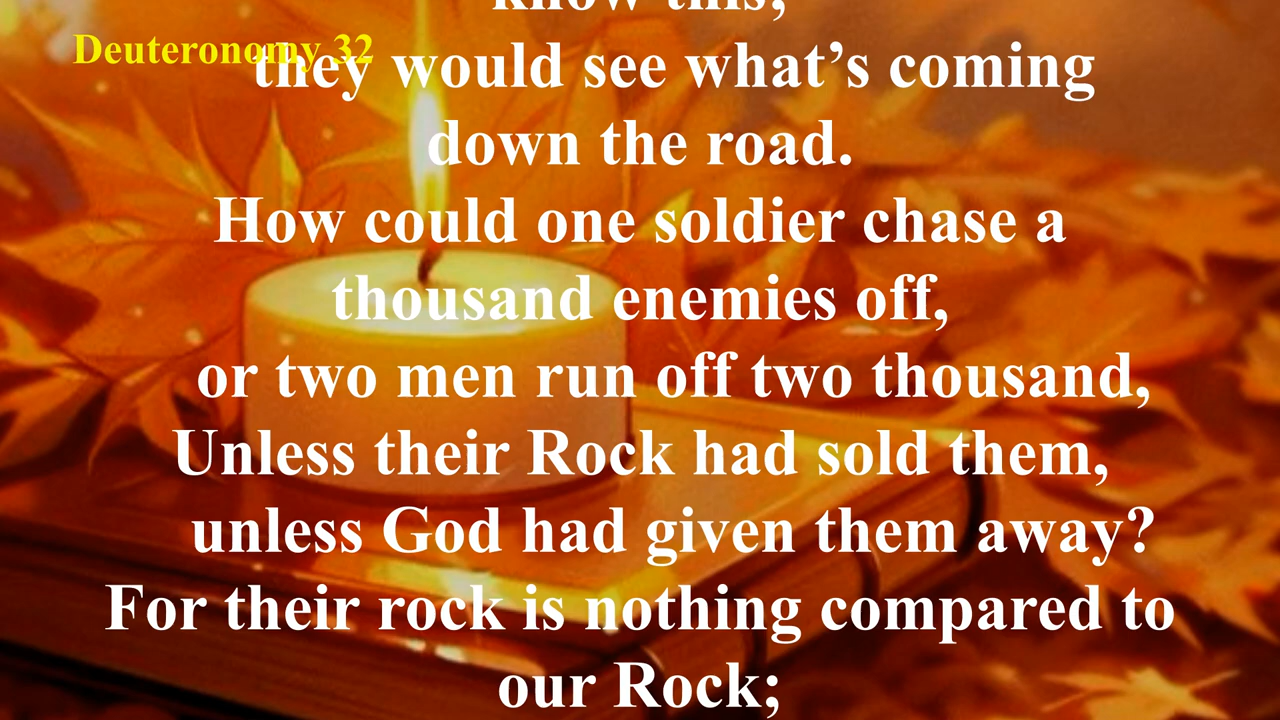 know this;
Deuteronomy 32
they would see what’s coming
down the road.
How could one soldier chase a
thousand enemies off,
or two men run off two thousand,
Unless their Rock had sold them,
unless God had given them away?
For their rock is nothing compared to
our Rock;